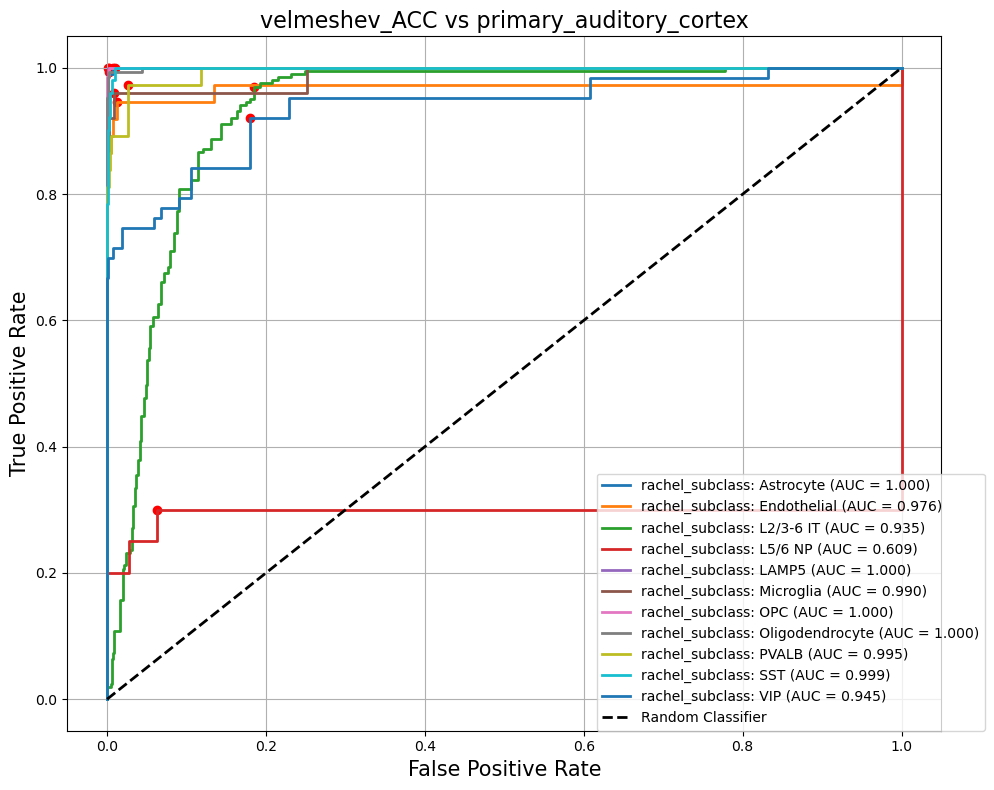 velmeshev_ACC vs primary_auditory_cortex
True Positive Rate
1.0
0.8
0.6
0.4
0.2
0.0
rachel_subclass: Astrocyte (AUC = 1.000)
rachel_subclass: Endothelial (AUC = 0.976)
rachel_subclass: L2/3-6 IT (AUC = 0.935)
rachel_subclass: L5/6 NP (AUC = 0.609)
rachel_subclass: LAMP5 (AUC = 1.000)
rachel_subclass: Microglia (AUC = 0.990)
rachel_subclass: OPC (AUC = 1.000)
rachel_subclass: Oligodendrocyte (AUC = 1.000)
rachel_subclass: PVALB (AUC = 0.995)
rachel_subclass: SST (AUC = 0.999)
rachel_subclass: VIP (AUC = 0.945)
Random Classifier
0.0 0.2 0.4 0.6 0.8 1.0
False Positive Rate